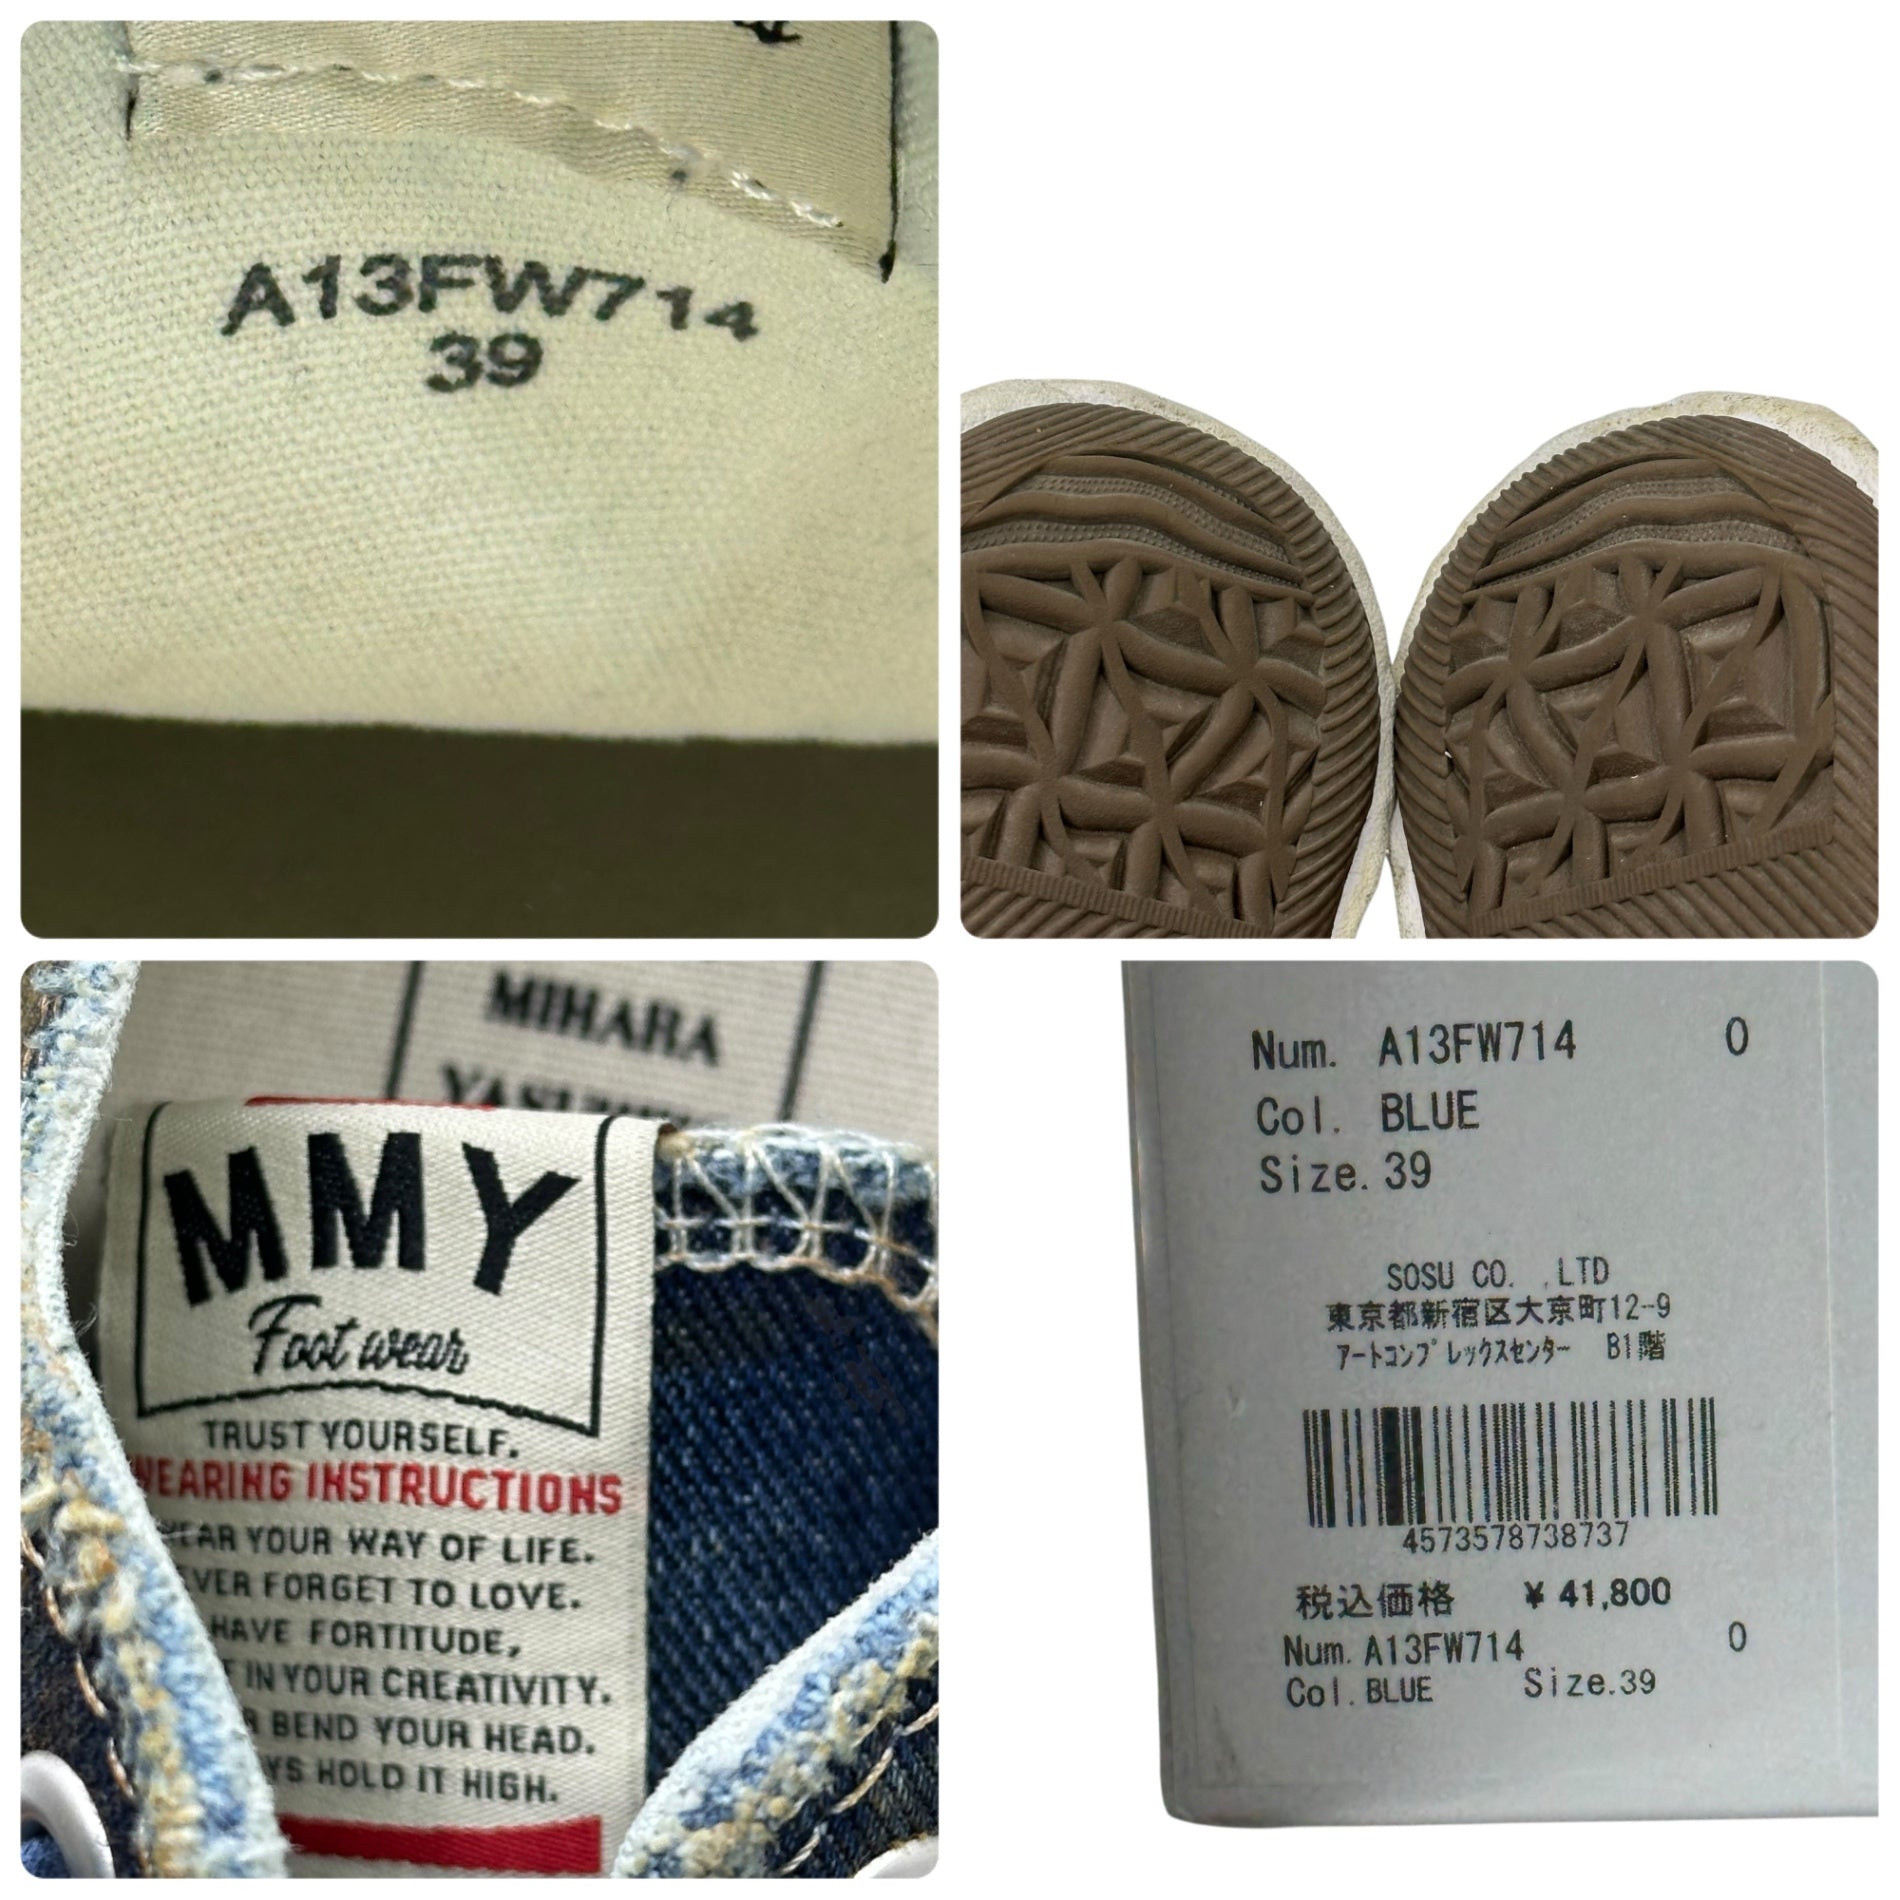 A13FW714
39
MIHARA
MMY
Foot wear
TRUST YOURSELF.
WEARING INSTRUCTIONS
YOUR WAY OF LIFE.
FORGET TO LOVE.
HAVE FORTITUDE,
IN YOUR CREATIVITY.
BEND YOUR HEAD.
HOLD IT HIGH.
Num. A13FW714 0
Col. BLUE
Size. 39
SOSU CO. ,LTD
東京都新宿区大京町12-9
アートコンプレックスセンター B1階
4573578738737
税込価格 ¥41,800
Num. A13FW714 0
Col. BLUE Size.39